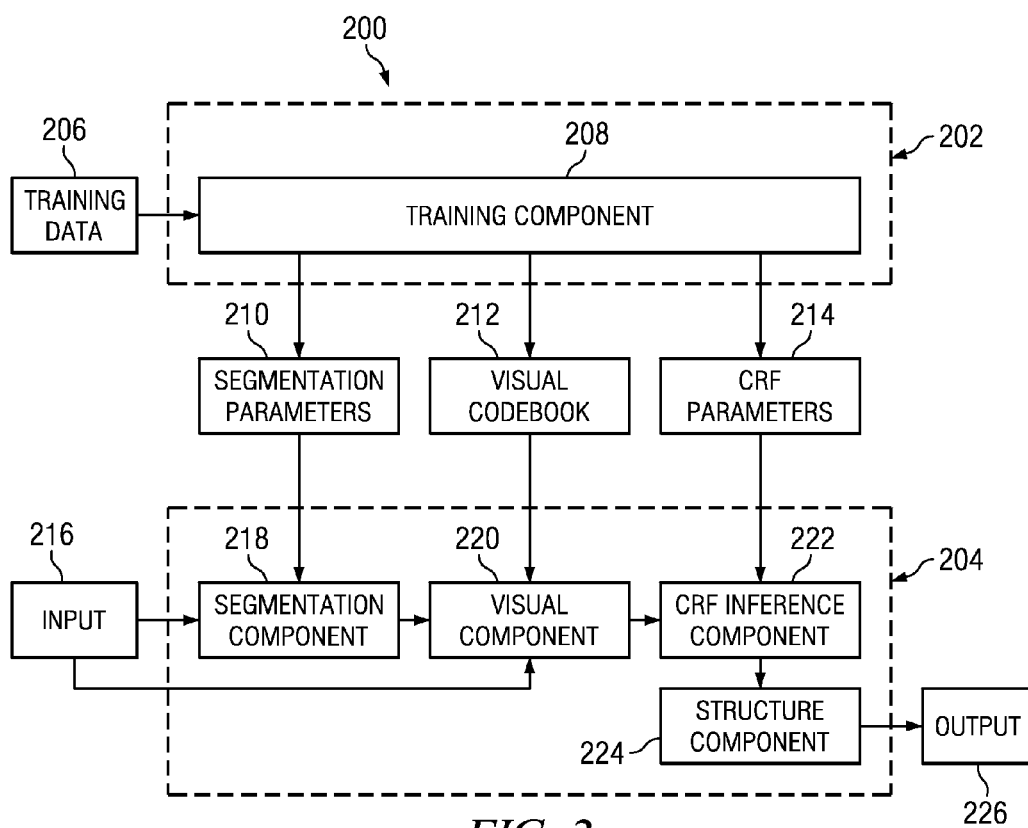 200
206
208
202
TRAINING
DATA
TRAINING COMPONENT
210
212
214
SEGMENTATION
PARAMETERS
VISUAL
CODEBOOK
CRF
PARAMETERS
216
218
220
222
204
INPUT
SEGMENTATION
COMPONENT
VISUAL
COMPONENT
CRF INFERENCE
COMPONENT
STRUCTURE
COMPONENT
224
OUTPUT
226